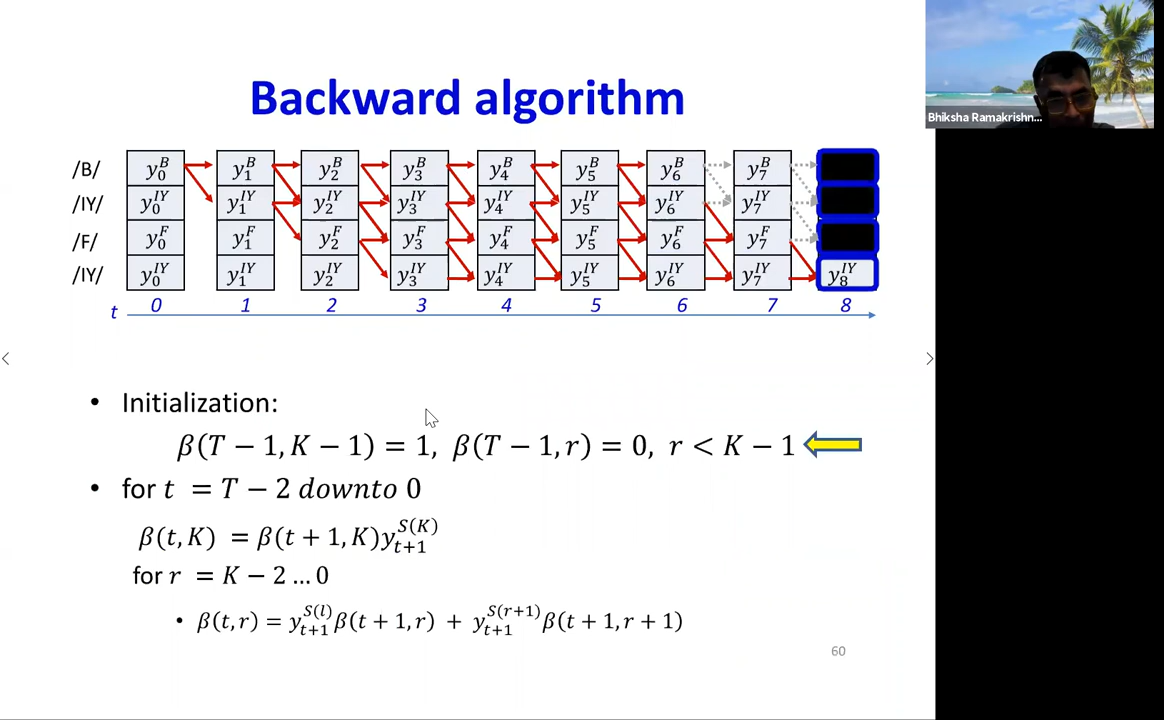 Backward algorithm
Bhiksha Ramakrishn...
/B/ y_0^B y_1^B y_2^B y_3^B y_4^B y_5^B y_6^B y_7^B
/IY/ y_0^{IY} y_1^{IY} y_2^{IY} y_3^{IY} y_4^{IY} y_5^{IY} y_6^{IY} y_7^{IY}
/F/ y_0^F y_1^F y_2^F y_3^F y_4^F y_5^F y_6^F y_7^F
/IY/ y_0^{IY} y_1^{IY} y_2^{IY} y_3^{IY} y_4^{IY} y_5^{IY} y_6^{IY} y_7^{IY} y_8^{IY}
t 0 1 2 3 4 5 6 7 8
• Initialization:
β(T − 1, K − 1) = 1, β(T − 1, r) = 0, r < K − 1
• for t = T − 2 downto 0
β(t, K) = β(t + 1, K)y_{t+1}^{S(K)}
for r = K − 2 … 0
• β(t, r) = y_{t+1}^{S(l)}β(t + 1, r) + y_{t+1}^{S(r+1)}β(t + 1, r + 1)
60